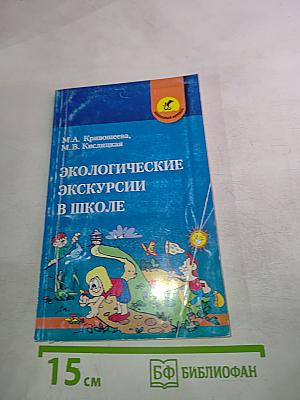 М.А. Кривошеева,
М.В. Кислицкая
ЭКОЛОГИЧЕСКИЕ
ЭКСКУРСИИ
В ШКОЛЕ
15 см
БФ БИБЛИОФАН